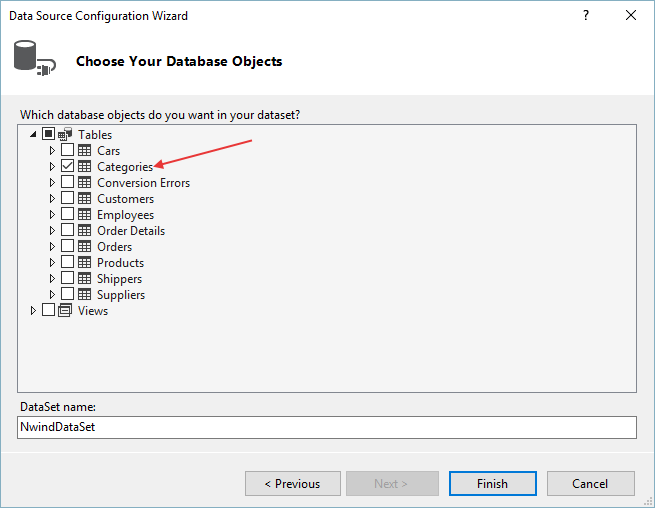 Data Source Configuration Wizard
?
Choose Your Database Objects
Which database objects do you want in your dataset?
Tables
Cars
Categories
Conversion Errors
Customers
Employees
Order Details
Orders
Products
Shippers
Suppliers
Views
DataSet name:
NwindDataSet
< Previous
Next >
Finish
Cancel